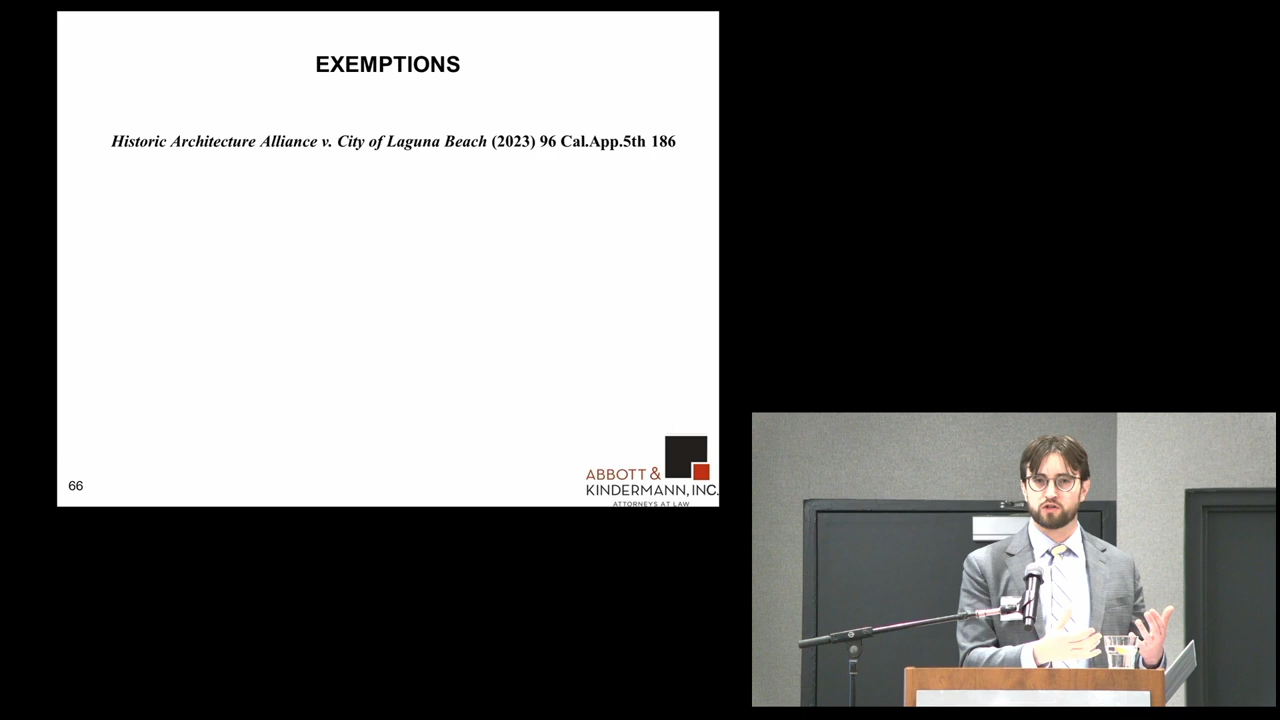 EXEMPTIONS
Historic Architecture Alliance v. City of Laguna Beach (2023) 96 Cal.App.5th 186
66
ABBOTT &
KINDERMANN, INC.
ATTORNEYS AT LAW